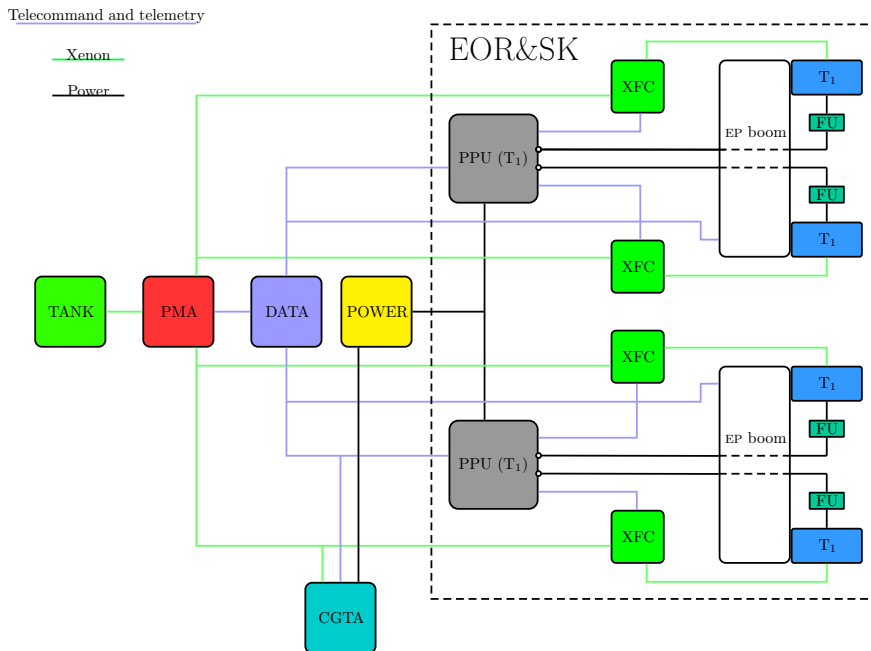 Telecommand and telemetry
Xenon
Power
EOR&SK
XFC
T₁
FU
EP boom
PPU (T₁)
FU
XFC
T₁
TANK
PMA
DATA
POWER
XFC
T₁
FU
EP boom
PPU (T₁)
FU
XFC
T₁
CGTA